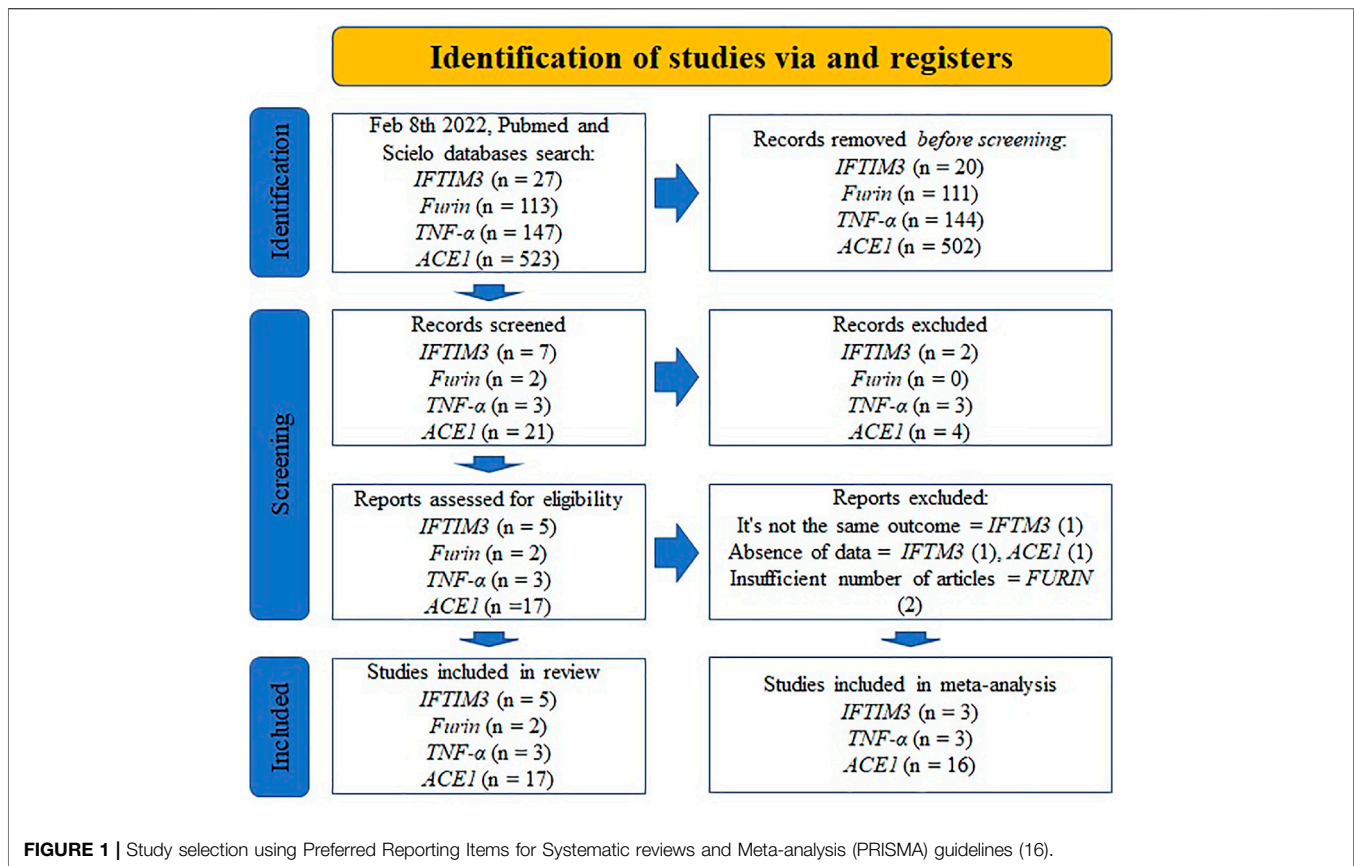 Identification of studies via and registers
Identification
Feb 8th 2022, Pubmed and
Scielo databases search:
IFTIM3 (n = 27)
Furin (n = 113)
TNF-α (n = 147)
ACE1 (n = 523)
Records removed before screening:
IFTIM3 (n = 20)
Furin (n = 111)
TNF-α (n = 144)
ACE1 (n = 502)
Screening
Records screened
IFTIM3 (n = 7)
Furin (n = 2)
TNF-α (n = 3)
ACE1 (n = 21)
Records excluded
IFTIM3 (n = 2)
Furin (n = 0)
TNF-α (n = 3)
ACE1 (n = 4)
Reports assessed for eligibility
IFTIM3 (n = 5)
Furin (n = 2)
TNF-α (n = 3)
ACE1 (n =17)
Reports excluded:
It's not the same outcome = IFTM3 (1)
Absence of data = IFTM3 (1), ACE1 (1)
Insufficient number of articles = FURIN
(2)
Included
Studies included in review
IFTIM3 (n = 5)
Furin (n = 2)
TNF-α (n = 3)
ACE1 (n = 17)
Studies included in meta-analysis
IFTIM3 (n = 3)
TNF-α (n = 3)
ACE1 (n = 16)
FIGURE 1 | Study selection using Preferred Reporting Items for Systematic reviews and Meta-analysis (PRISMA) guidelines (16).